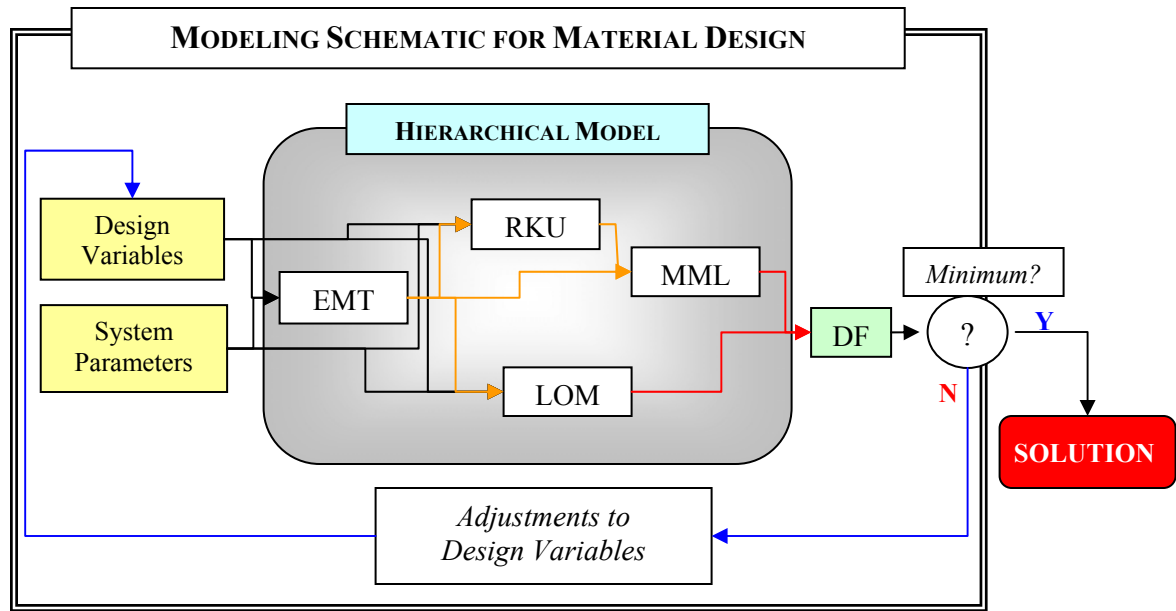 MODELING SCHEMATIC FOR MATERIAL DESIGN
HIERARCHICAL MODEL
Design
Variables
System
Parameters
EMT
RKU
MML
LOM
DF
Minimum?
?
Y
N
SOLUTION
Adjustments to
Design Variables